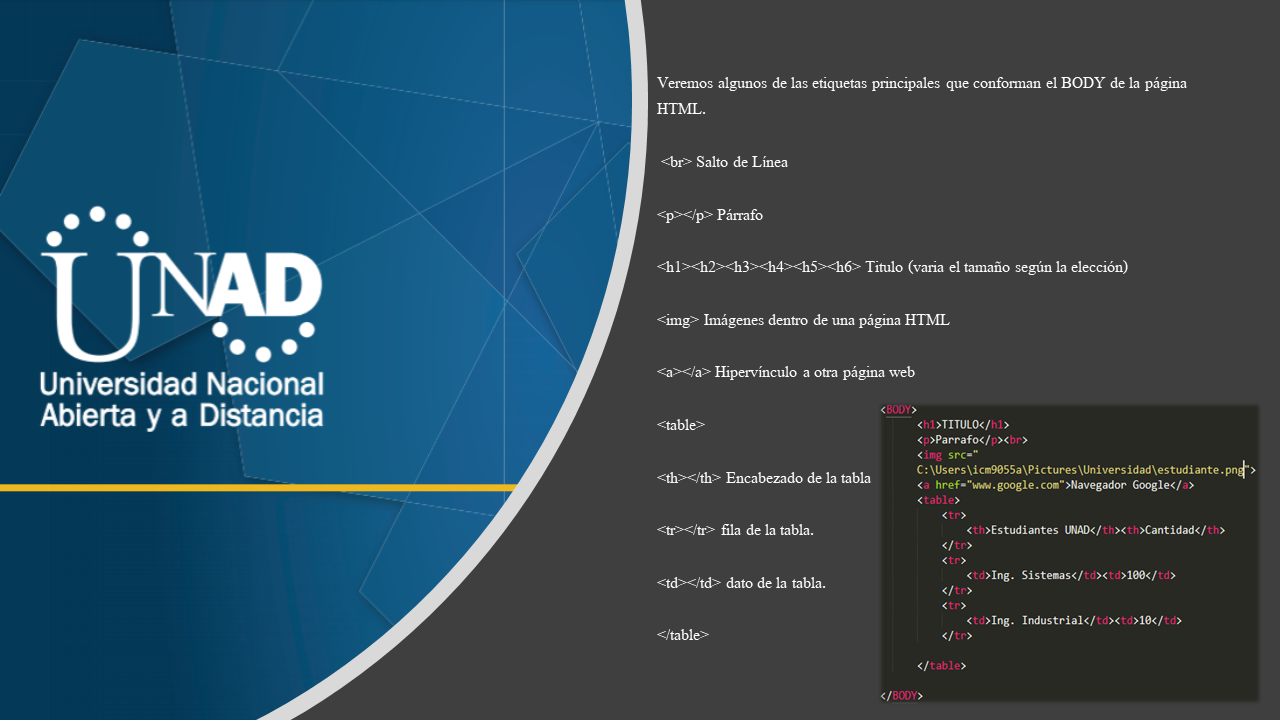 UNAD
Universidad Nacional
Abierta y a Distancia
Veremos algunos de las etiquetas principales que conforman el BODY de la página
HTML.
<br> Salto de Línea
<p></p> Párrafo
<h1><h2><h3><h4><h5><h6> Titulo (varia el tamaño según la elección)
<img> Imágenes dentro de una página HTML
<a></a> Hipervínculo a otra página web
<table>
<th></th> Encabezado de la tabla
<tr></tr> fila de la tabla.
<td></td> dato de la tabla.
</table>
<BODY>
<h1>TITULO</h1>
<p>Parrafo</p><br>
<img src="
C:\Users\icm9055a\Pictures\Universidad\estudiante.png">
<a href="www.google.com">Navegador Google</a>
<table>
<tr>
<th>Estudiantes UNAD</th><th>Cantidad</th>
</tr>
<tr>
<td>Ing. Sistemas</td><td>100</td>
</tr>
<tr>
<td>Ing. Industrial</td><td>10</td>
</tr>
</table>
</BODY>